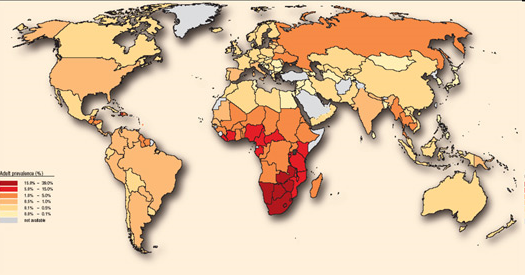 Adult prevalence (%)
15.0% – 28.0%
5.0% – 15.0%
1.0% – 5.0%
0.5% – 1.0%
0.1% – 0.5%
0.0% – 0.1%
not available